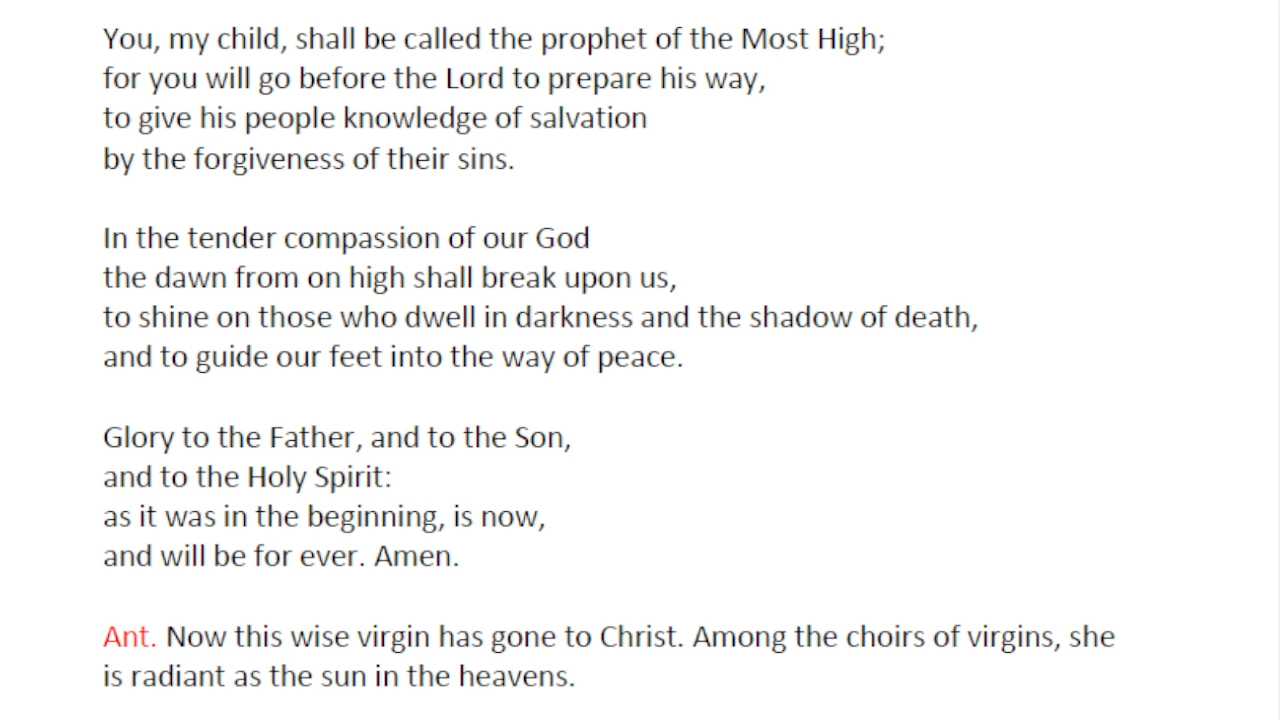 You, my child, shall be called the prophet of the Most High;
for you will go before the Lord to prepare his way,
to give his people knowledge of salvation
by the forgiveness of their sins.
In the tender compassion of our God
the dawn from on high shall break upon us,
to shine on those who dwell in darkness and the shadow of death,
and to guide our feet into the way of peace.
Glory to the Father, and to the Son,
and to the Holy Spirit:
as it was in the beginning, is now,
and will be for ever. Amen.
Ant. Now this wise virgin has gone to Christ. Among the choirs of virgins, she
is radiant as the sun in the heavens.